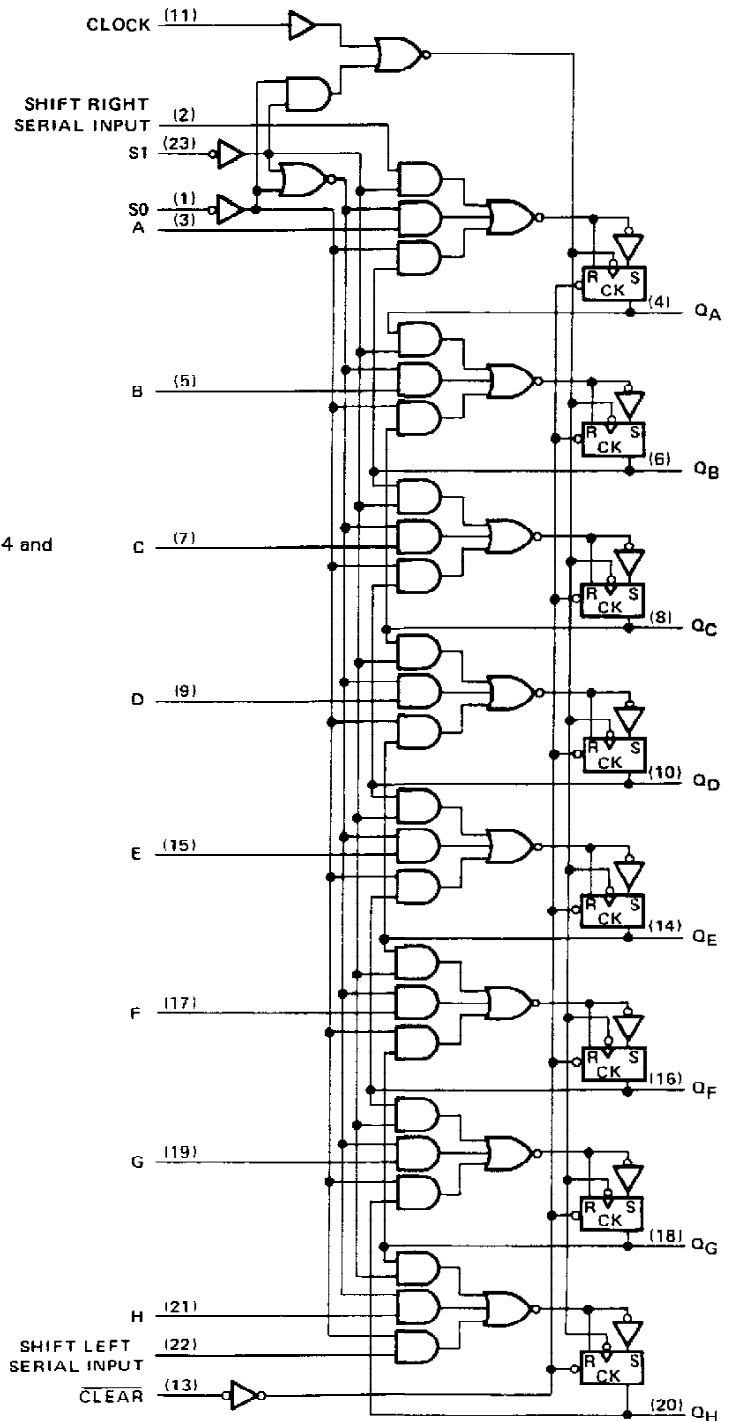 CLOCK (11)
SHIFT RIGHT
SERIAL INPUT (2)
S1 (23)
S0 (1)
A (3)
R CK S
(4) QA
B (5)
R CK S
(6) QB
4 and
C (7)
R CK S
(8) QC
D (9)
R CK S
(10) QD
E (15)
R CK S
(14) QE
F (17)
R CK S
(16) QF
G (19)
R CK S
(18) QG
H (21)
SHIFT LEFT
SERIAL INPUT (22)
R CK S
CLEAR (13)
(20) QH